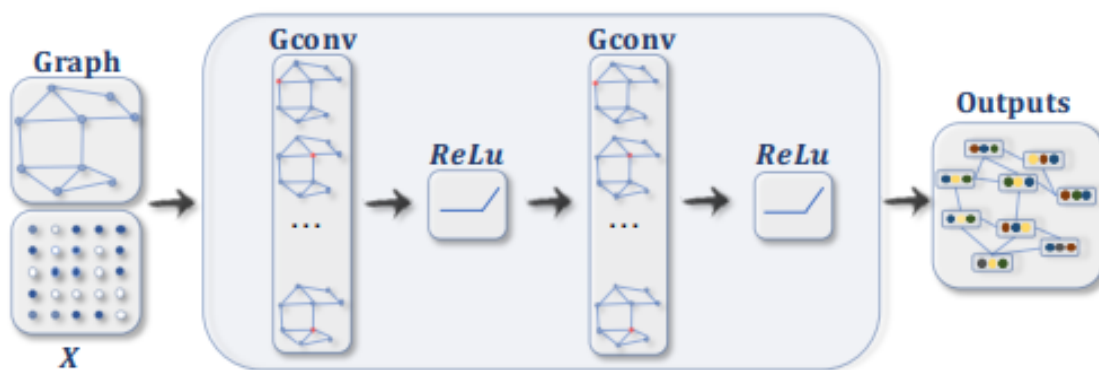 Graph
X
Gconv
...
ReLu
Gconv
...
ReLu
Outputs